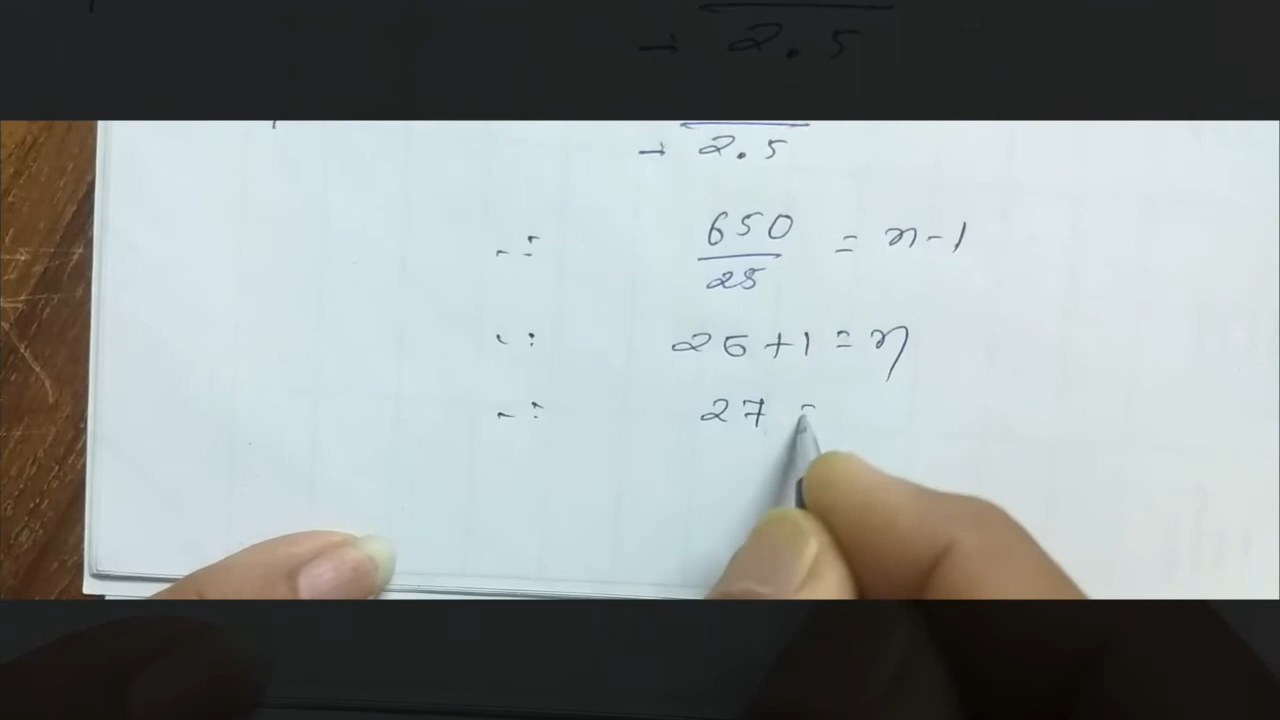 → 2.5
∴ 650/25 = n-1
∴ 26+1 = n
∴ 27 =